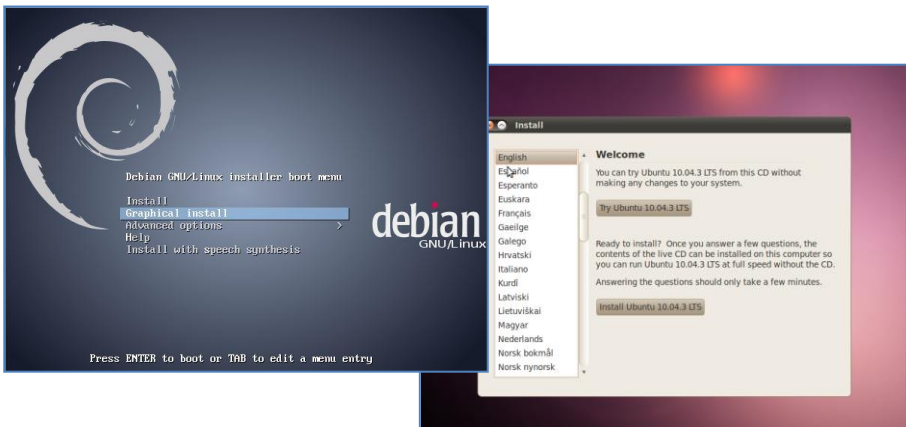 Debian GNU/Linux installer boot menu
Install
Graphical install
Advanced options >
Help
Install with speech synthesis
debian
GNU/Linux
Press ENTER to boot or TAB to edit a menu entry
Install
English
Español
Esperanto
Euskara
Français
Gaeilge
Galego
Hrvatski
Italiano
Kurdî
Latviski
Lietuviškai
Magyar
Nederlands
Norsk bokmål
Norsk nynorsk
Welcome
You can try Ubuntu 10.04.3 LTS from this CD without
making any changes to your system.
Try Ubuntu 10.04.3 LTS
Ready to install? Once you answer a few questions, the
contents of the live CD can be installed on this computer so
you can run Ubuntu 10.04.3 LTS at full speed without the CD.
Answering the questions should only take a few minutes.
Install Ubuntu 10.04.3 LTS